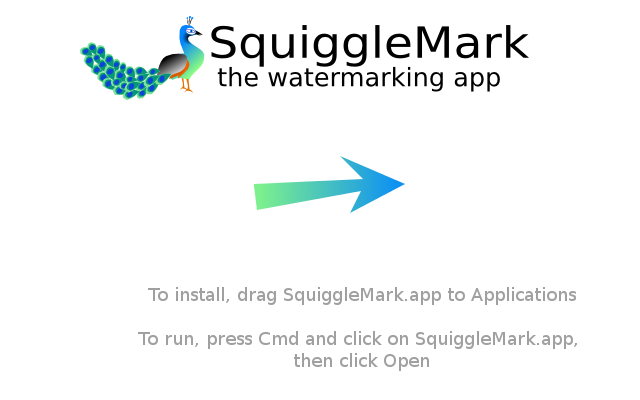 SquiggleMark
the watermarking app
To install, drag SquiggleMark.app to Applications
To run, press Cmd and click on SquiggleMark.app,
then click Open